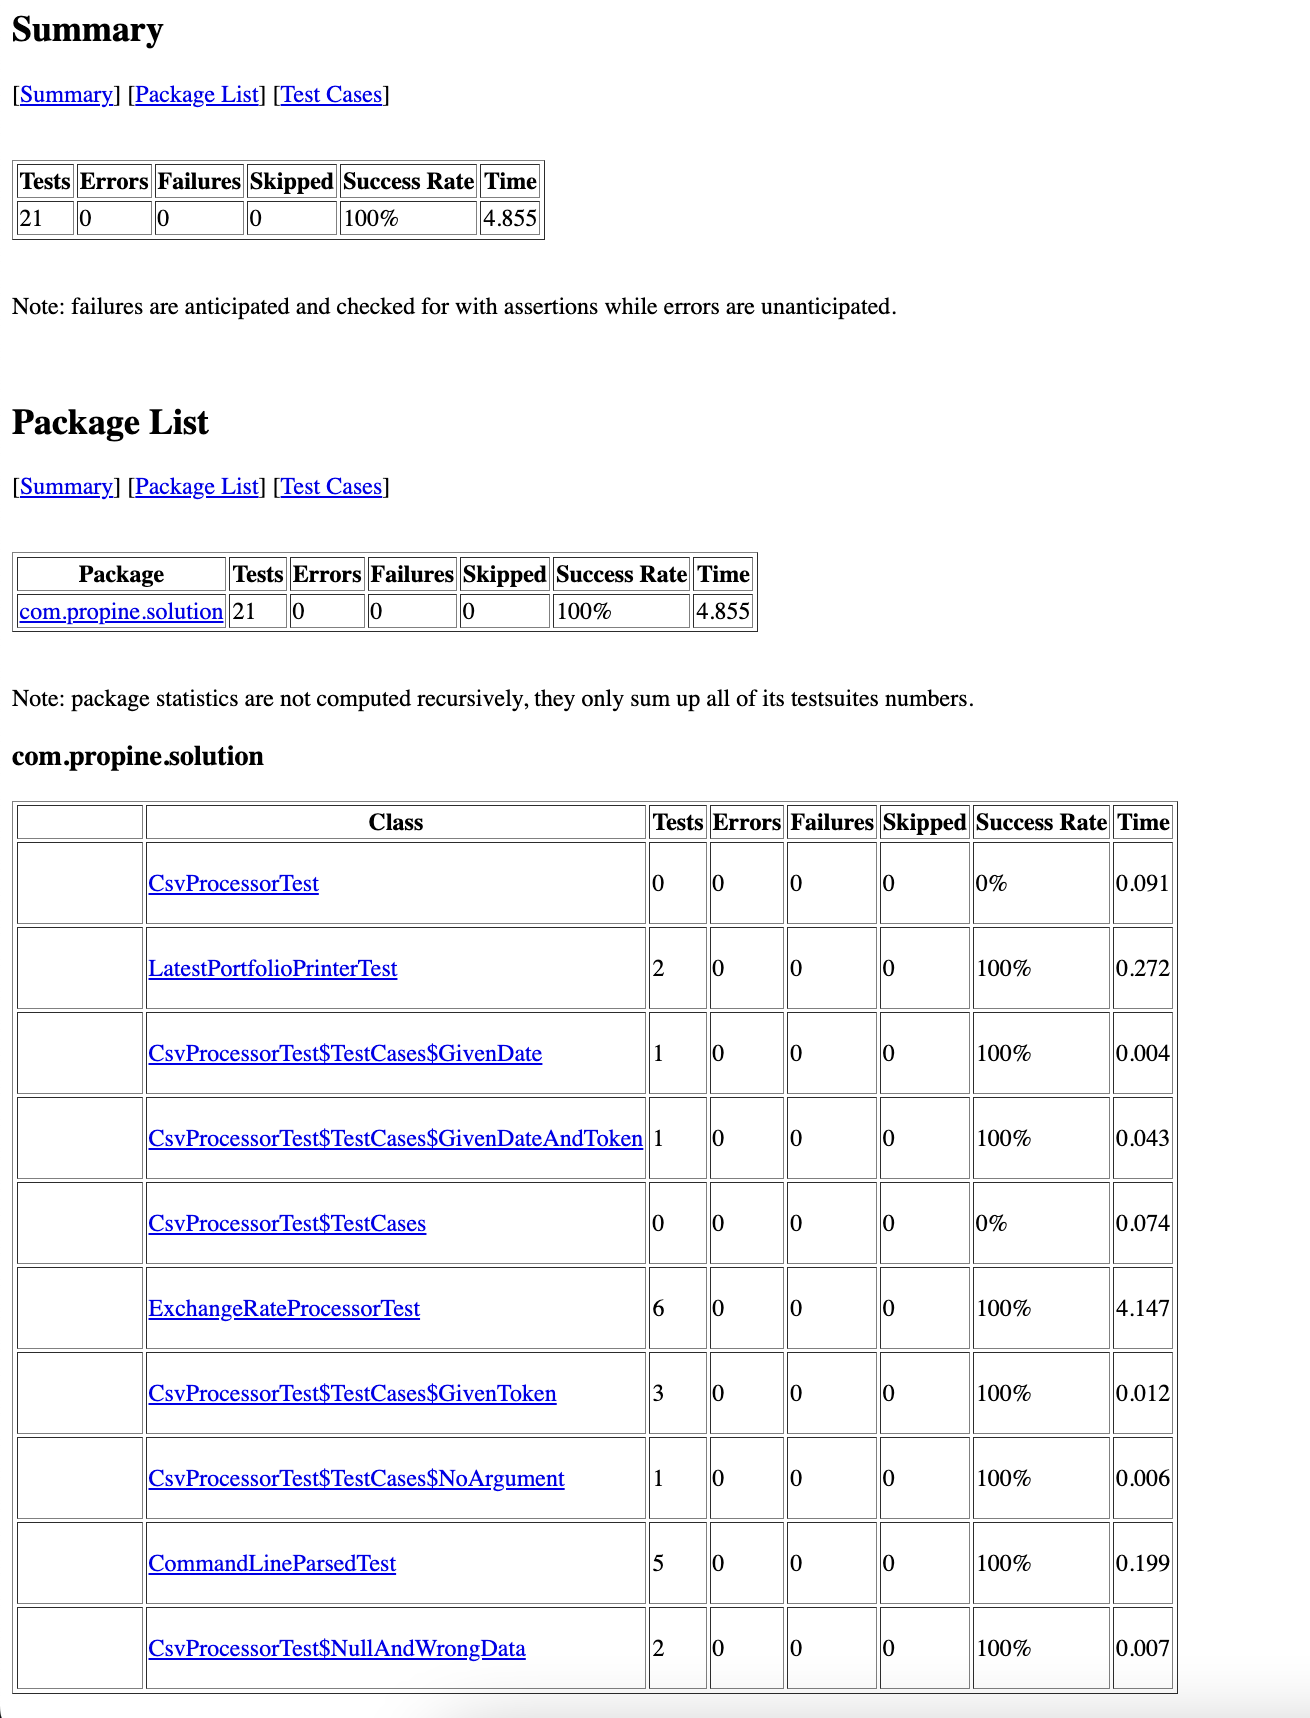 Summary
[Summary] [Package List] [Test Cases]
Tests Errors Failures Skipped Success Rate Time
21 0 0 0 100% 4.855
Note: failures are anticipated and checked for with assertions while errors are unanticipated.
Package List
[Summary] [Package List] [Test Cases]
Package Tests Errors Failures Skipped Success Rate Time
com.propine.solution 21 0 0 0 100% 4.855
Note: package statistics are not computed recursively, they only sum up all of its testsuites numbers.
com.propine.solution
Class Tests Errors Failures Skipped Success Rate Time
CsvProcessorTest 0 0 0 0 0% 0.091
LatestPortfolioPrinterTest 2 0 0 0 100% 0.272
CsvProcessorTest$TestCases$GivenDate 1 0 0 0 100% 0.004
CsvProcessorTest$TestCases$GivenDateAndToken 1 0 0 0 100% 0.043
CsvProcessorTest$TestCases 0 0 0 0 0% 0.074
ExchangeRateProcessorTest 6 0 0 0 100% 4.147
CsvProcessorTest$TestCases$GivenToken 3 0 0 0 100% 0.012
CsvProcessorTest$TestCases$NoArgument 1 0 0 0 100% 0.006
CommandLineParsedTest 5 0 0 0 100% 0.199
CsvProcessorTest$NullAndWrongData 2 0 0 0 100% 0.007